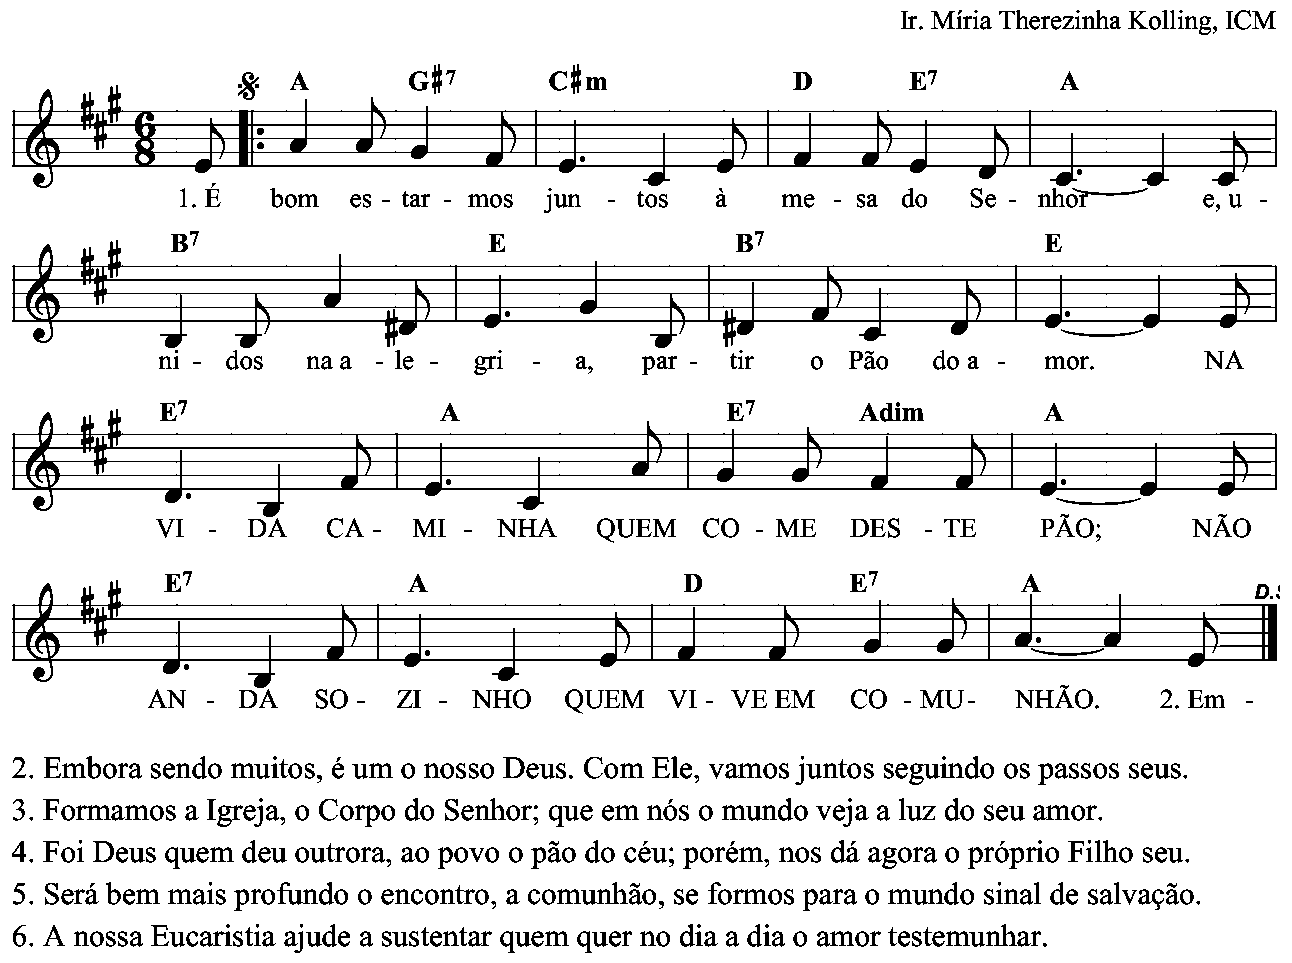 Ir. Míria Therezinha Kolling, ICM
A G#7 C#m D E7 A
6
8
1. É bom es - tar - mos jun - tos à me - sa do Se - nhor e, u -
B7 E B7 E
ni - dos na a - le - gri - a, par - tir o Pão do a - mor. NA
E7 A E7 Adim A
VI - DA CA - MI - NHA QUEM CO - ME DES - TE PÃO; NÃO
E7 A D E7 A
AN - DA SO - ZI - NHO QUEM VI - VE EM CO - MU - NHÃO. 2. Em -
2. Embora sendo muitos, é um o nosso Deus. Com Ele, vamos juntos seguindo os passos seus.
3. Formamos a Igreja, o Corpo do Senhor; que em nós o mundo veja a luz do seu amor.
4. Foi Deus quem deu outrora, ao povo o pão do céu; porém, nos dá agora o próprio Filho seu.
5. Será bem mais profundo o encontro, a comunhão, se formos para o mundo sinal de salvação.
6. A nossa Eucaristia ajude a sustentar quem quer no dia a dia o amor testemunhar.